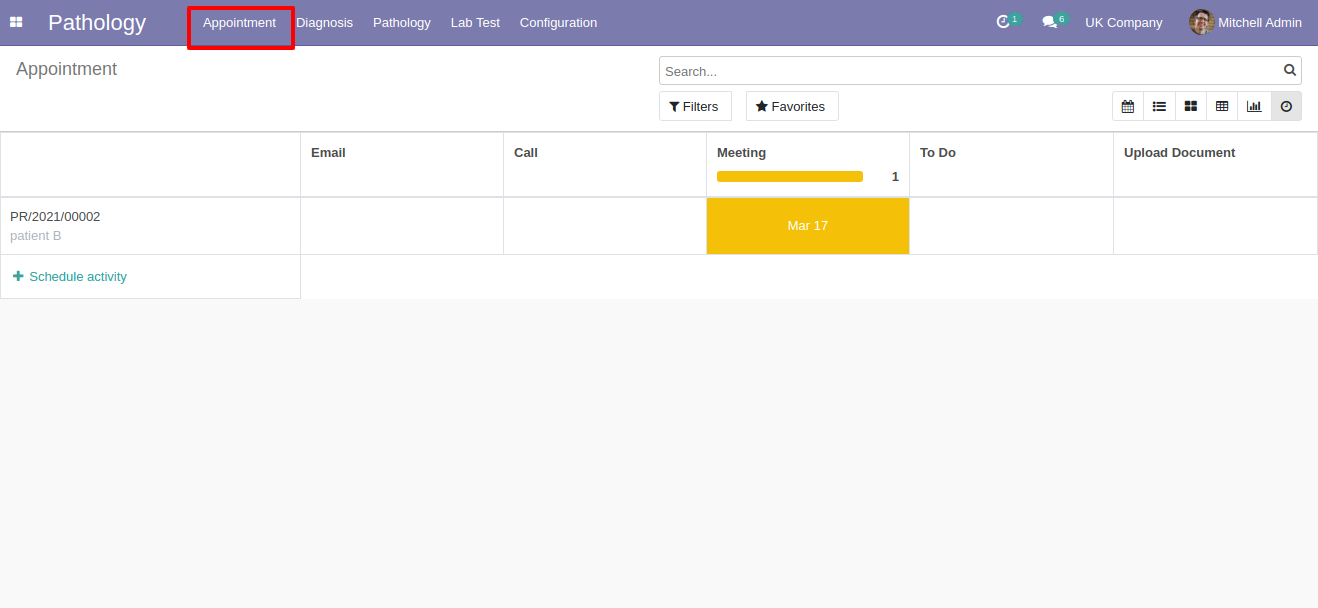 Pathology Appointment Diagnosis Pathology Lab Test Configuration 1 6 UK Company Mitchell Admin
Appointment
Search...
Filters Favorites
Email Call Meeting To Do Upload Document
1
PR/2021/00002
patient B
Mar 17
Schedule activity